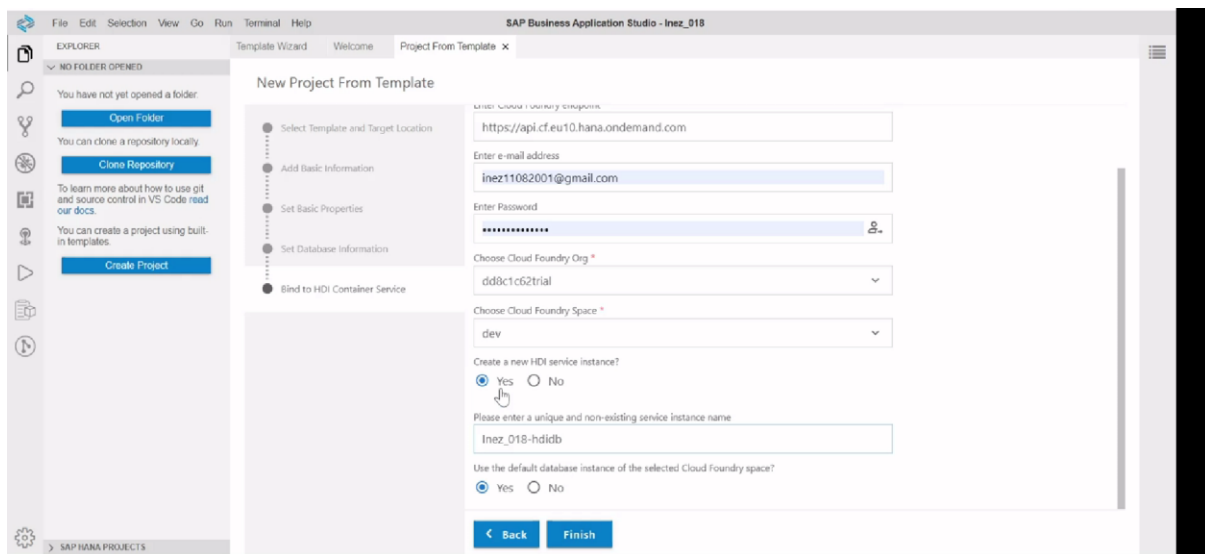 File Edit Selection View Go Run Terminal Help
SAP Business Application Studio - Inez_018
EXPLORER
NO FOLDER OPENED
You have not yet opened a folder.
Open Folder
You can clone a repository locally.
Clone Repository
To learn more about how to use git
and source control in VS Code read
our docs.
You can create a project using built-
in templates.
Create Project
SAP HANA PROJECTS
Template Wizard
Welcome
Project From Template
New Project From Template
Select Template and Target Location
Add Basic Information
Set Basic Properties
Set Database Information
Bind to HDI Container Service
Enter Cloud Foundry endpoint
https://api.cf.eu10.hana.ondemand.com
Enter e-mail address
inez11082001@gmail.com
Enter Password
••••••••••••••
Choose Cloud Foundry Org *
dd8c1c62trial
Choose Cloud Foundry Space *
dev
Create a new HDI service instance?
Yes No
Please enter a unique and non-existing service instance name
Inez_018-hdidb
Use the default database instance of the selected Cloud Foundry space?
Yes No
Back
Finish